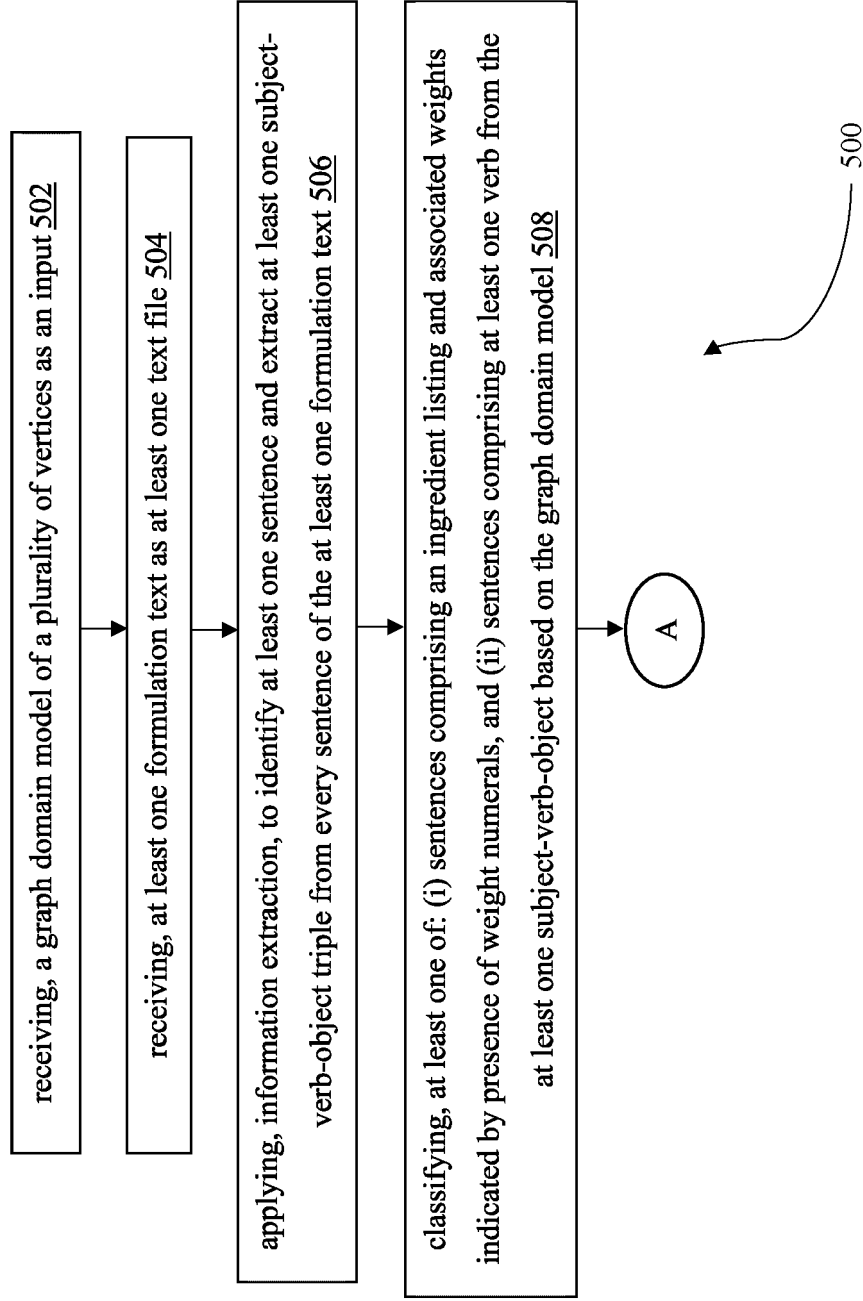 receiving, a graph domain model of a plurality of vertices as an input 502
receiving, at least one formulation text as at least one text file 504
applying, information extraction, to identify at least one sentence and extract at least one subject-
verb-object triple from every sentence of the at least one formulation text 506
classifying, at least one of: (i) sentences comprising an ingredient listing and associated weights
indicated by presence of weight numerals, and (ii) sentences comprising at least one verb from the
at least one subject-verb-object based on the graph domain model 508
A
500